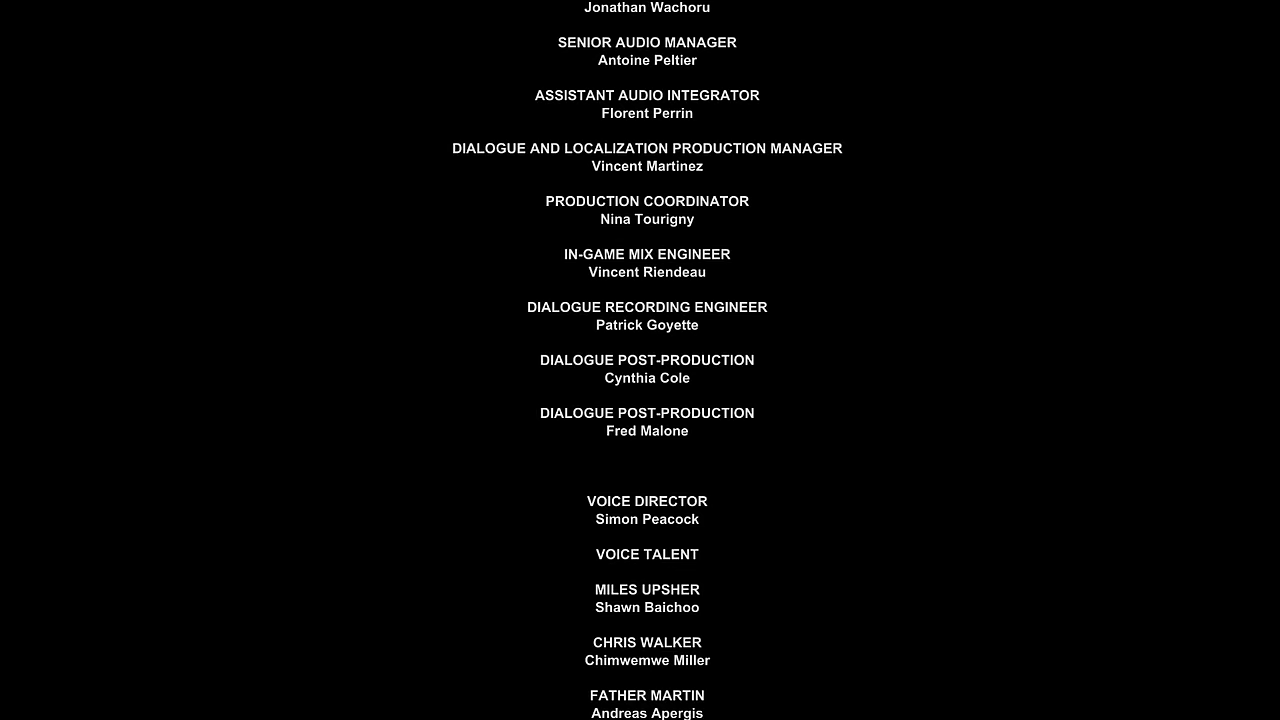 Jonathan Wachoru
SENIOR AUDIO MANAGER
Antoine Peltier
ASSISTANT AUDIO INTEGRATOR
Florent Perrin
DIALOGUE AND LOCALIZATION PRODUCTION MANAGER
Vincent Martinez
PRODUCTION COORDINATOR
Nina Tourigny
IN-GAME MIX ENGINEER
Vincent Riendeau
DIALOGUE RECORDING ENGINEER
Patrick Goyette
DIALOGUE POST-PRODUCTION
Cynthia Cole
DIALOGUE POST-PRODUCTION
Fred Malone
VOICE DIRECTOR
Simon Peacock
VOICE TALENT
MILES UPSHER
Shawn Baichoo
CHRIS WALKER
Chimwemwe Miller
FATHER MARTIN
Andreas Apergis